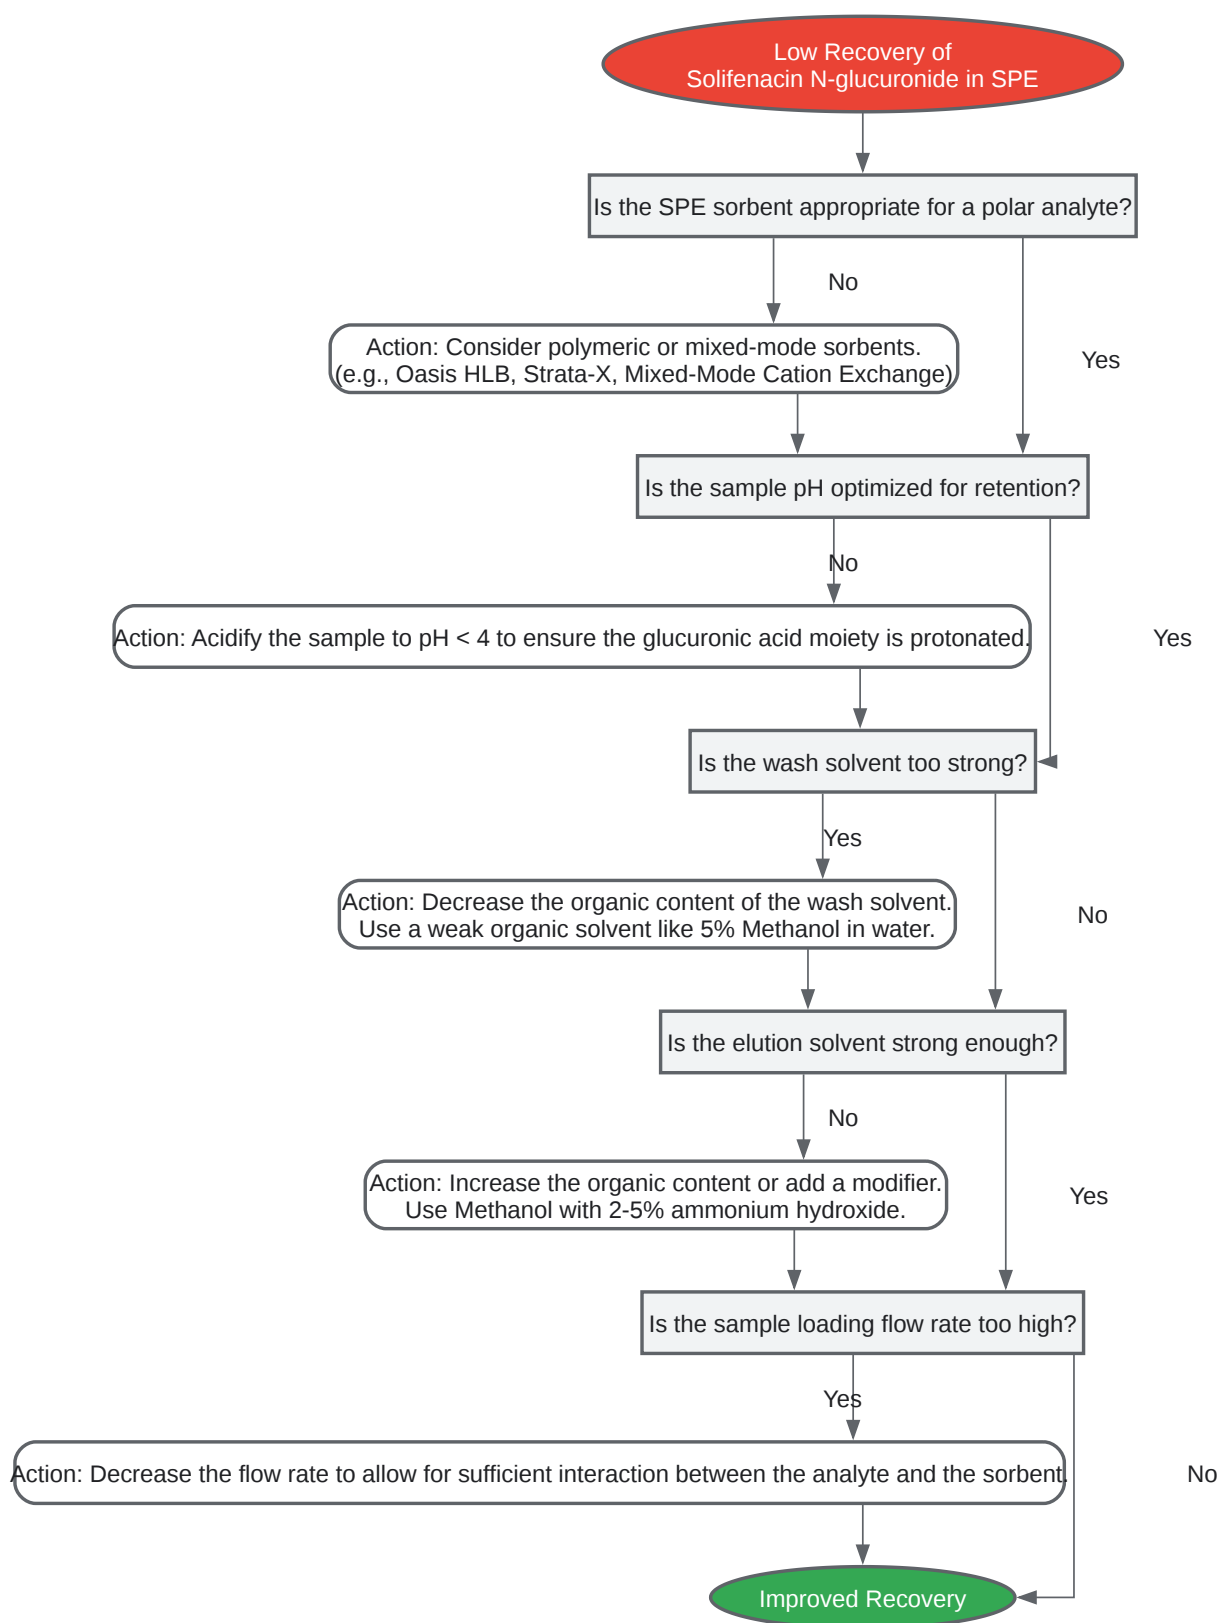 Low Recovery of
Solifenacin N-glucuronide in SPE
Is the SPE sorbent appropriate for a polar analyte?
No
Action: Consider polymeric or mixed-mode sorbents.
(e.g., Oasis HLB, Strata-X, Mixed-Mode Cation Exchange)
Yes
Is the sample pH optimized for retention?
No
Action: Acidify the sample to pH < 4 to ensure the glucuronic acid moiety is protonated.
Yes
Is the wash solvent too strong?
Yes
Action: Decrease the organic content of the wash solvent.
Use a weak organic solvent like 5% Methanol in water.
No
Is the elution solvent strong enough?
No
Action: Increase the organic content or add a modifier.
Use Methanol with 2-5% ammonium hydroxide.
Yes
Is the sample loading flow rate too high?
Yes
Action: Decrease the flow rate to allow for sufficient interaction between the analyte and the sorbent.
No
Improved Recovery